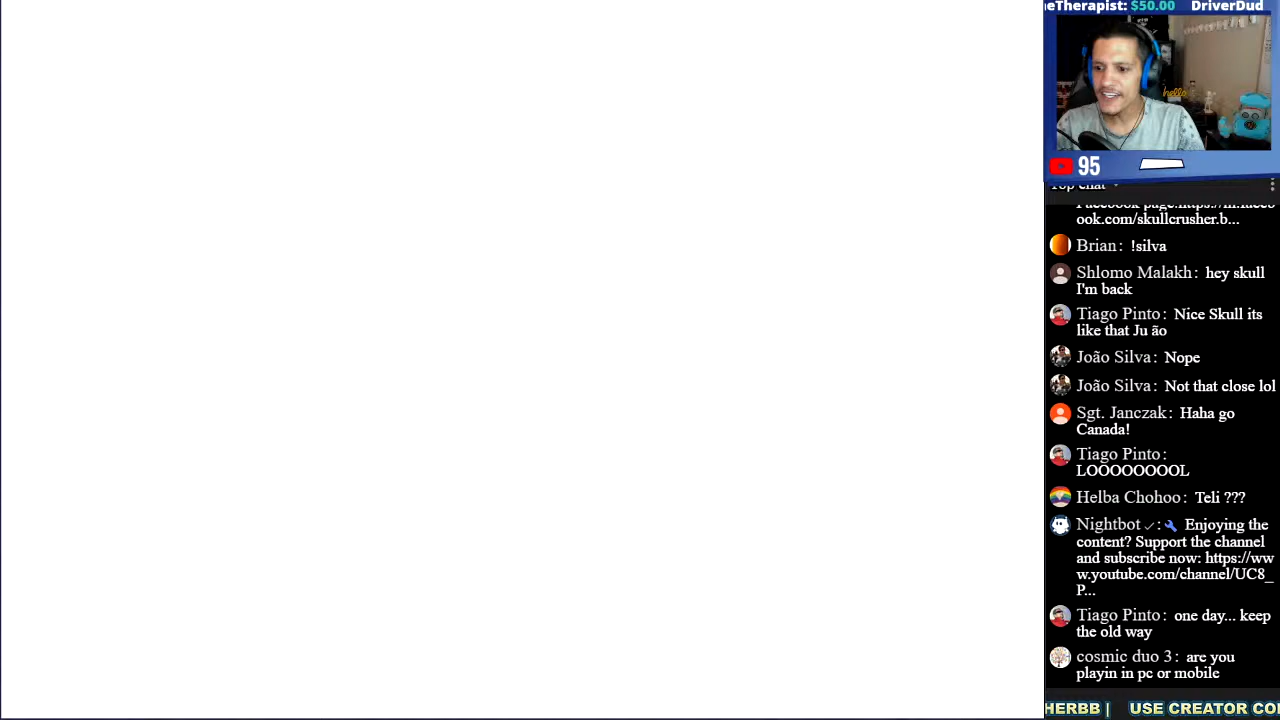 eTherapist: $50.00 DriverDud
hello
95
Top chat
ook.com/skullcrusher.b...
Brian: !silva
Shlomo Malakh: hey skull
I'm back
Tiago Pinto: Nice Skull its
like that Ju ão
João Silva: Nope
João Silva: Not that close lol
Sgt. Janczak: Haha go
Canada!
Tiago Pinto:
LOOOOOOOOL
Helba Chohoo: Teli ???
Nightbot: Enjoying the
content? Support the channel
and subscribe now: https://ww
w.youtube.com/channel/UC8_
P...
Tiago Pinto: one day... keep
the old way
cosmic duo 3: are you
playin in pc or mobile
HERBB | USE CREATOR CO